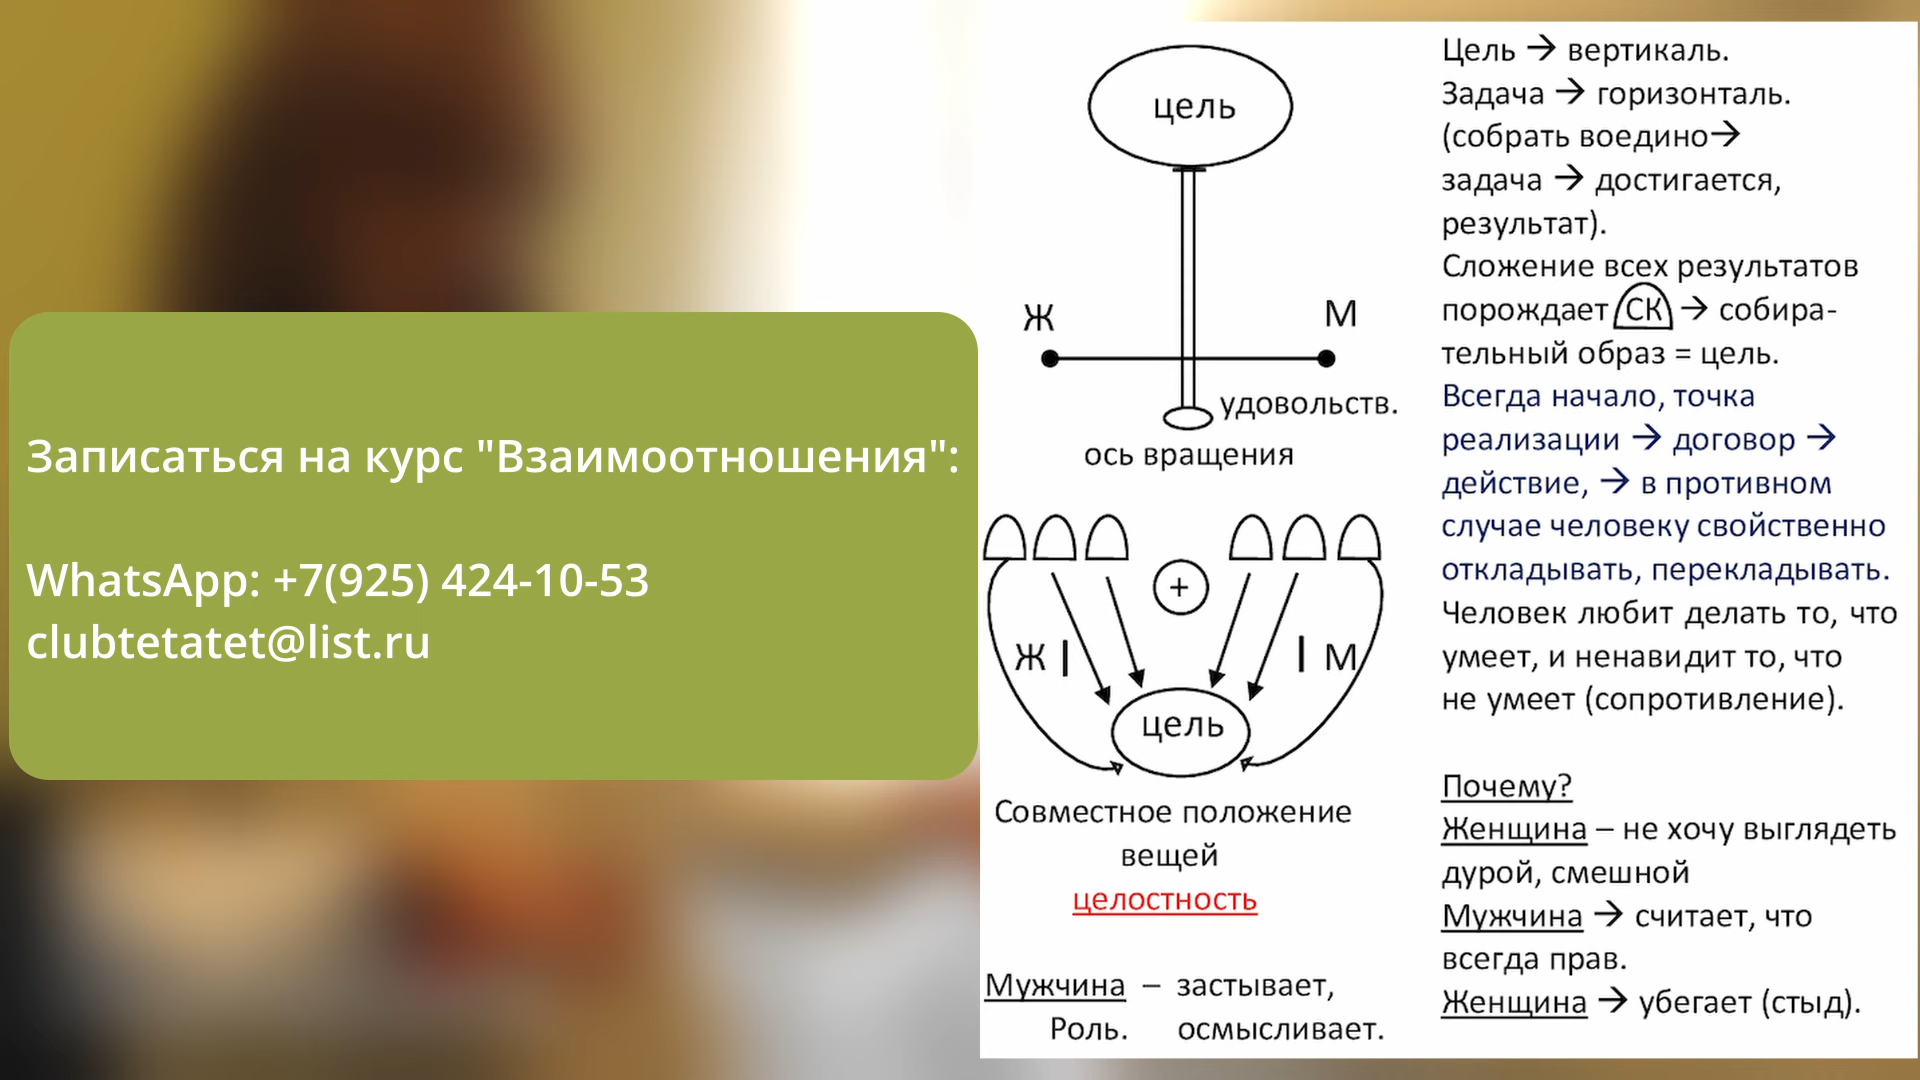 Записаться на курс "Взаимоотношения":
WhatsApp: +7(925) 424-10-53
clubtetatet@list.ru
цель
Ж
М
удовольств.
ось вращения
+
Ж |
| М
цель
Совместное положение
вещей
целостность
Мужчина – застывает,
Роль. осмысливает.
Цель → вертикаль.
Задача → горизонталь.
(собрать воедино→
задача → достигается,
результат).
Сложение всех результатов
порождает СК → собира-
тельный образ = цель.
Всегда начало, точка
реализации → договор →
действие, → в противном
случае человеку свойственно
откладывать, перекладывать.
Человек любит делать то, что
умеет, и ненавидит то, что
не умеет (сопротивление).
Почему?
Женщина – не хочу выглядеть
дурой, смешной
Мужчина → считает, что
всегда прав.
Женщина → убегает (стыд).